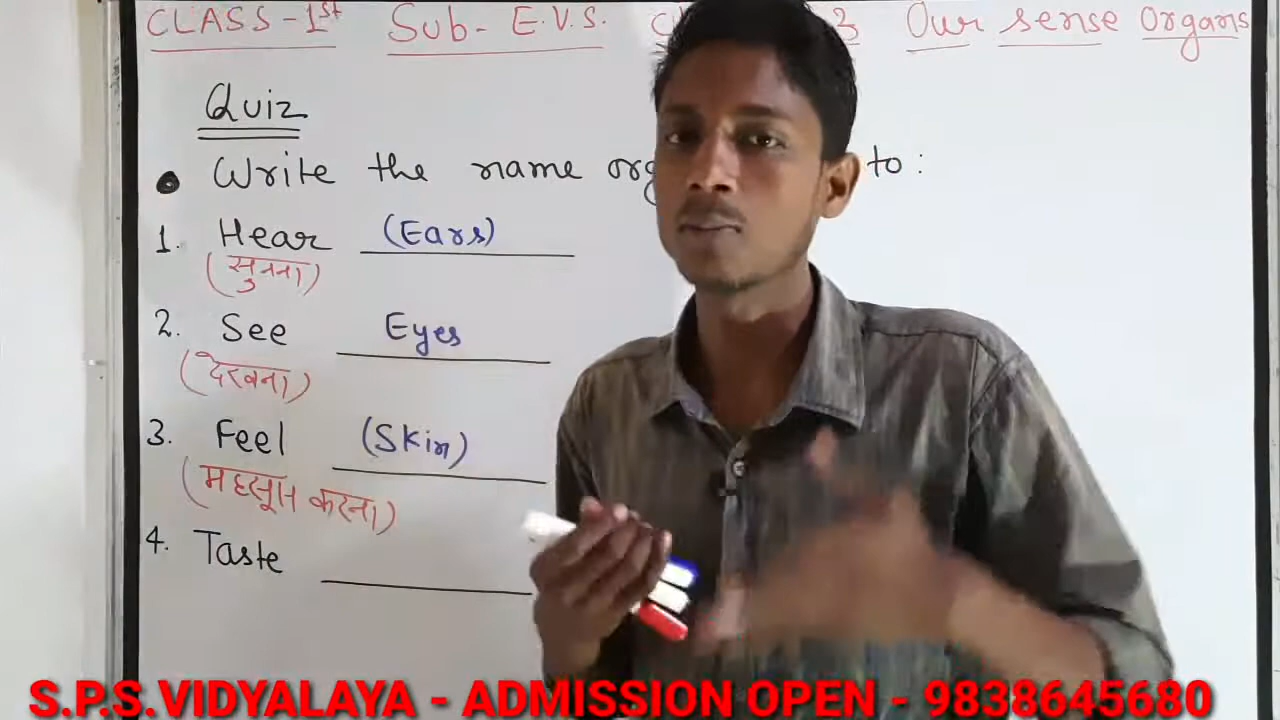 CLASS-1st Sub- E.V.S. 2 Our sense organs
Quiz
• Write the name to:
1. Hear (Ears)
(सुनना)
2. See Eyes
(देखना)
3. Feel (Skin)
(महसूस करना)
4. Taste
S.P.S.VIDYALAYA - ADMISSION OPEN - 9838645680